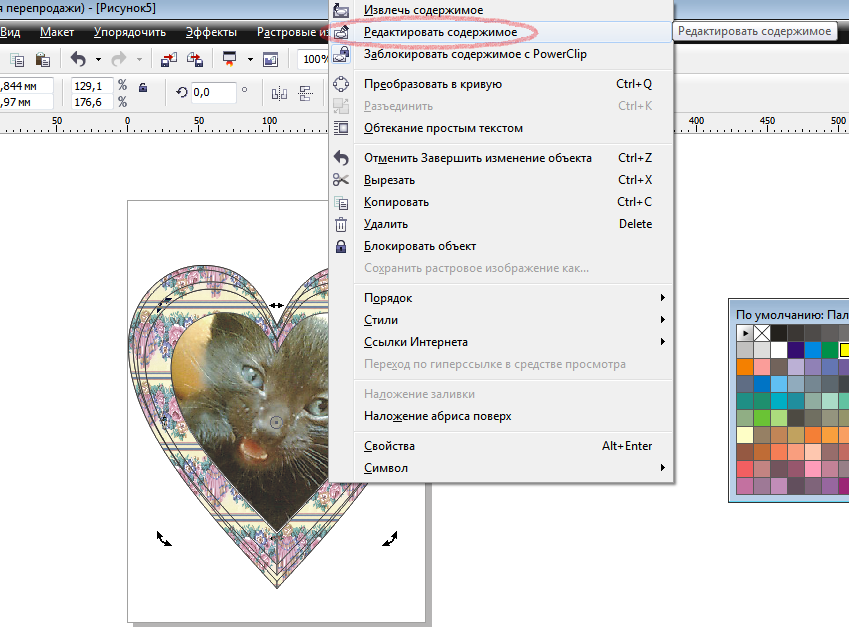 я перепродажи) - [Рисунок5]
Вид Макет Упорядочить Эффекты Растровые из
100%
,844 мм
,97 мм
129,1 %
176,6 %
0,0 °
50 0 50 100 400 450 500
Извлечь содержимое
Редактировать содержимое
Заблокировать содержимое с PowerClip
Преобразовать в кривую Ctrl+Q
Разъединить Ctrl+K
Обтекание простым текстом
Отменить Завершить изменение объекта Ctrl+Z
Вырезать Ctrl+X
Копировать Ctrl+C
Удалить Delete
Блокировать объект
Сохранить растровое изображение как...
Порядок
Стили
Ссылки Интернета
Переход по гиперссылке в средстве просмотра
Наложение заливки
Наложение абриса поверх
Свойства Alt+Enter
Символ
Редактировать содержимое
По умолчанию: Пал